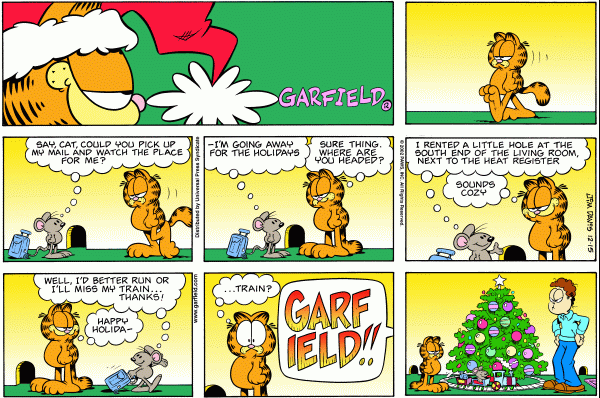 GARFIELD
SAY, CAT, COULD YOU PICK UP
MY MAIL AND WATCH THE PLACE
FOR ME?
Distributed by Universal Press Syndicate
-I'M GOING AWAY
FOR THE HOLIDAYS
SURE THING.
WHERE ARE
YOU HEADED?
© 2002 PAWS, INC. All Rights Reserved.
I RENTED A LITTLE HOLE AT THE
SOUTH END OF THE LIVING ROOM,
NEXT TO THE HEAT REGISTER
SOUNDS
COZY
JIM DAVIS 12-15
WELL, I'D BETTER RUN OR
I'LL MISS MY TRAIN...
THANKS!
HAPPY
HOLIDA-
www.garfield.com
...TRAIN?
GARF
IELD!!